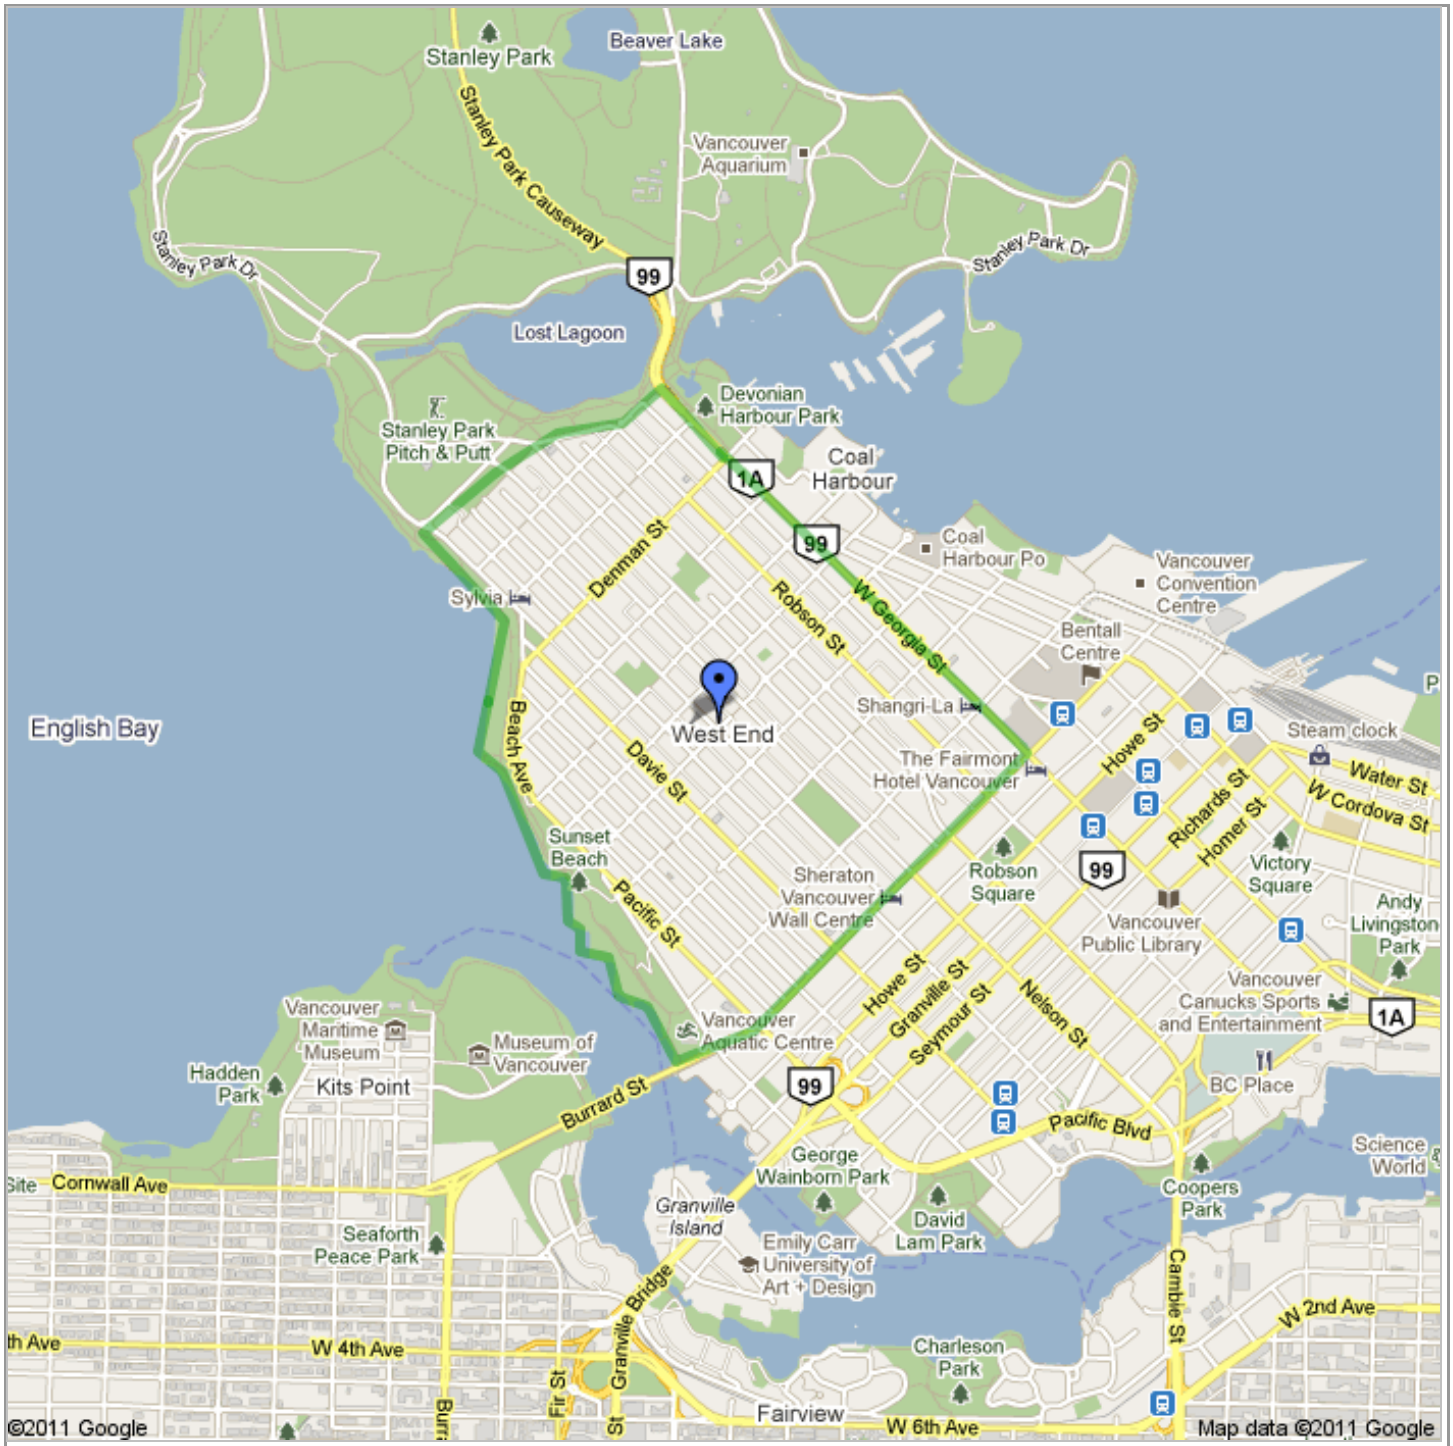 Beaver Lake
Stanley Park
Stanley Park Causeway
Vancouver
Aquarium
Stanley Park Dr
Stanley Park Dr
99
Lost Lagoon
Devonian
Harbour Park
Stanley Park
Pitch & Putt
Coal
Harbour
1A
99
Coal
Harbour Po
Vancouver
Convention
Centre
Denman St
Sylvia
Robson St
W Georgia St
Bentall
Centre
P
Shangri-La
English Bay
West End
Beach Ave
Davie St
The Fairmont
Hotel Vancouver
Howe St
Steam clock
Water St
W Cordova St
Richards St
Homer St
Sunset
Beach
Robson
Square
99
Victory
Square
Sheraton
Vancouver
Wall Centre
Pacific St
Vancouver
Public Library
Andy
Livingston
Park
Howe St
Granville St
Seymour St
Nelson St
Vancouver
Canucks Sports
and Entertainment
1A
Vancouver
Maritime
Museum
Museum of
Vancouver
Vancouver
Aquatic Centre
Hadden
Park
Kits Point
Burrard St
99
BC Place
Pacific Blvd
Science
World
George
Wainborn Park
Coopers
Park
Site
Cornwall Ave
Granville
Island
David
Lam Park
Seaforth
Peace Park
Emily Carr
University of
Art + Design
Granville Bridge
Cambie St
W 2nd Ave
th Ave
W 4th Ave
Charleson
Park
Burra
Fir St
Granville St
Fairview
W 6th Ave
©2011 Google
Map data ©2011 Google